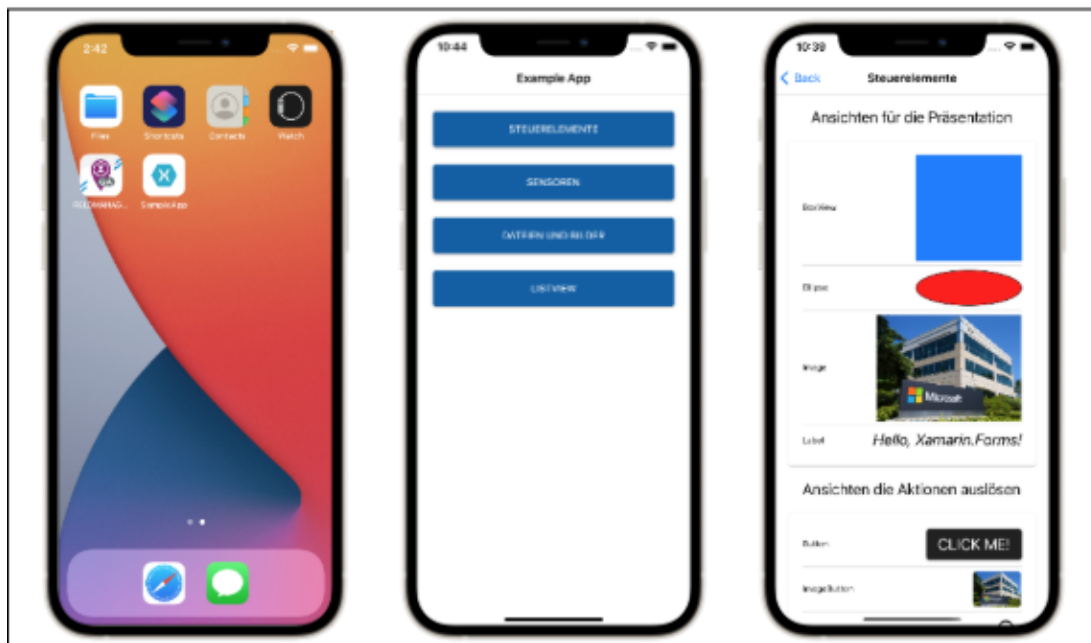 2:42
Files
Shortcuts
Contacts
Watch
SampleApp
10:44
Example App
STEUERELEMENTE
SENSOREN
DATEIEN UND BILDER
LISTVIEW
10:39
Back
Steuerelemente
Ansichten für die Präsentation
BoxView
Ellipse
Image
Microsoft
Label
Hello, Xamarin.Forms!
Ansichten die Aktionen auslösen
Button
CLICK ME!
ImageButton